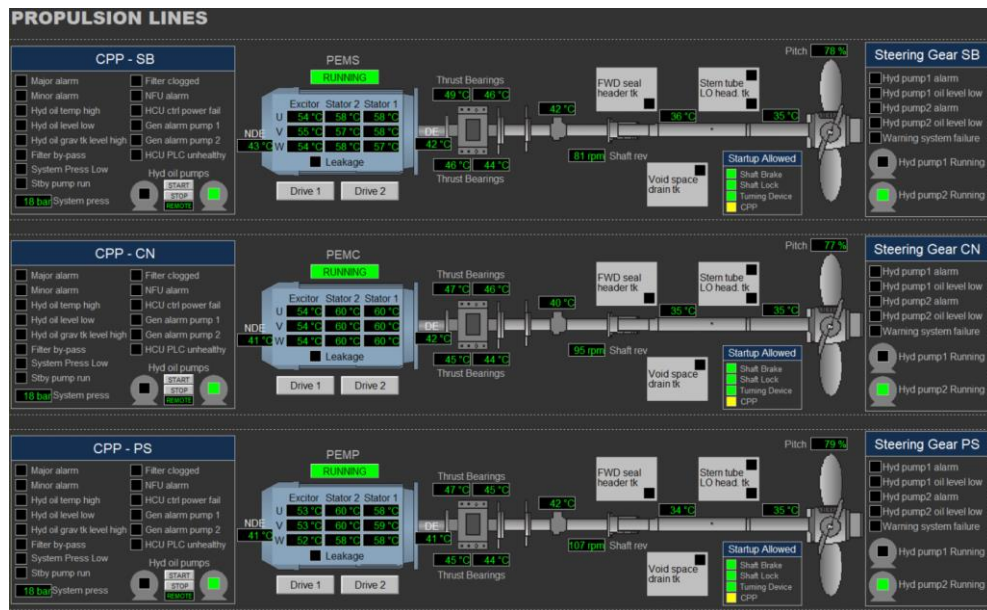 PROPULSION LINES
CPP - SB
Major alarm Filter clogged
Minor alarm NFU alarm
Hyd oil temp high HCU ctrl power fail
Hyd oil level low Gen alarm pump 1
Hyd oil grav tk level high Gen alarm pump 2
Filter by-pass HCU PLC unhealthy
System Press Low Hyd oil pumps
Stby pump run START
STOP
18 bar System press REMOTE
PEMS
RUNNING
Excitor Stator 2 Stator 1
U 54 °C 58 °C 58 °C
V 55 °C 57 °C 58 °C
W 54 °C 58 °C 57 °C
NDE
43 °C
Leakage
DE
42 °C
Drive 1 Drive 2
Thrust Bearings
49 °C 46 °C
46 °C 44 °C
Thrust Bearings
42 °C
81 rpm Shaft rev
FWD seal
header tk
Stern tube
LO head. tk
36 °C 35 °C
Void space
drain tk
Startup Allowed
Shaft Brake
Shaft Lock
Turning Device
CPP
Pitch 78 %
Steering Gear SB
Hyd pump1 alarm
Hyd pump1 oil level low
Hyd pump2 alarm
Hyd pump2 oil level low
Warning system failure
Hyd pump1 Running
Hyd pump2 Running
CPP - CN
Major alarm Filter clogged
Minor alarm NFU alarm
Hyd oil temp high HCU ctrl power fail
Hyd oil level low Gen alarm pump 1
Hyd oil grav tk level high Gen alarm pump 2
Filter by-pass HCU PLC unhealthy
System Press Low Hyd oil pumps
Stby pump run START
STOP
18 bar System press REMOTE
PEMC
RUNNING
Excitor Stator 2 Stator 1
U 54 °C 60 °C 60 °C
V 54 °C 60 °C 60 °C
W 54 °C 60 °C 60 °C
NDE
41 °C
Leakage
DE
42 °C
Drive 1 Drive 2
Thrust Bearings
47 °C 46 °C
45 °C 44 °C
Thrust Bearings
40 °C
95 rpm Shaft rev
FWD seal
header tk
Stern tube
LO head. tk
35 °C 35 °C
Void space
drain tk
Startup Allowed
Shaft Brake
Shaft Lock
Turning Device
CPP
Pitch 77 %
Steering Gear CN
Hyd pump1 alarm
Hyd pump1 oil level low
Hyd pump2 alarm
Hyd pump2 oil level low
Warning system failure
Hyd pump1 Running
Hyd pump2 Running
CPP - PS
Major alarm Filter clogged
Minor alarm NFU alarm
Hyd oil temp high HCU ctrl power fail
Hyd oil level low Gen alarm pump 1
Hyd oil grav tk level high Gen alarm pump 2
Filter by-pass HCU PLC unhealthy
System Press Low Hyd oil pumps
Stby pump run START
STOP
18 bar System press REMOTE
PEMP
RUNNING
Excitor Stator 2 Stator 1
U 53 °C 60 °C 58 °C
V 53 °C 60 °C 59 °C
W 52 °C 58 °C 58 °C
NDE
41 °C
Leakage
DE
41 °C
Drive 1 Drive 2
Thrust Bearings
47 °C 45 °C
45 °C 44 °C
Thrust Bearings
42 °C
107 rpm Shaft rev
FWD seal
header tk
Stern tube
LO head. tk
34 °C 35 °C
Void space
drain tk
Startup Allowed
Shaft Brake
Shaft Lock
Turning Device
CPP
Pitch 79 %
Steering Gear PS
Hyd pump1 alarm
Hyd pump1 oil level low
Hyd pump2 alarm
Hyd pump2 oil level low
Warning system failure
Hyd pump1 Running
Hyd pump2 Running